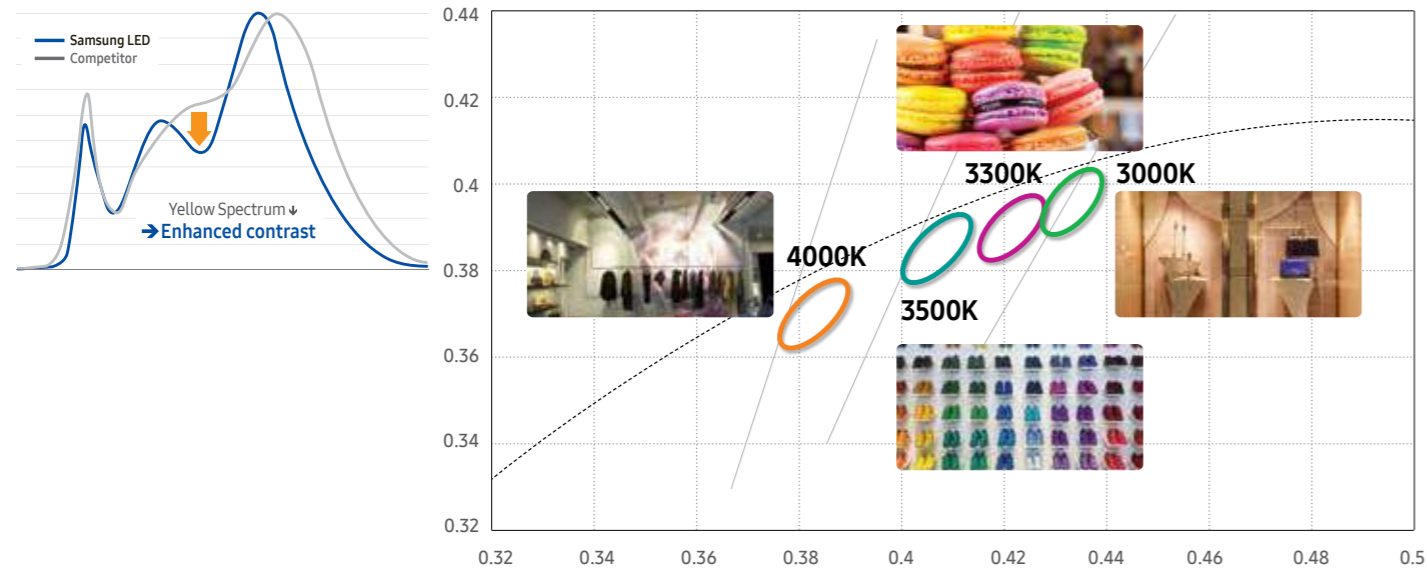 Samsung LED
Competitor
Yellow Spectrum ↓
➔Enhanced contrast
0.44
0.42
0.4
0.38
0.36
0.34
0.32
3300K
3000K
4000K
3500K
0.32
0.34
0.36
0.38
0.4
0.42
0.44
0.46
0.48
0.5